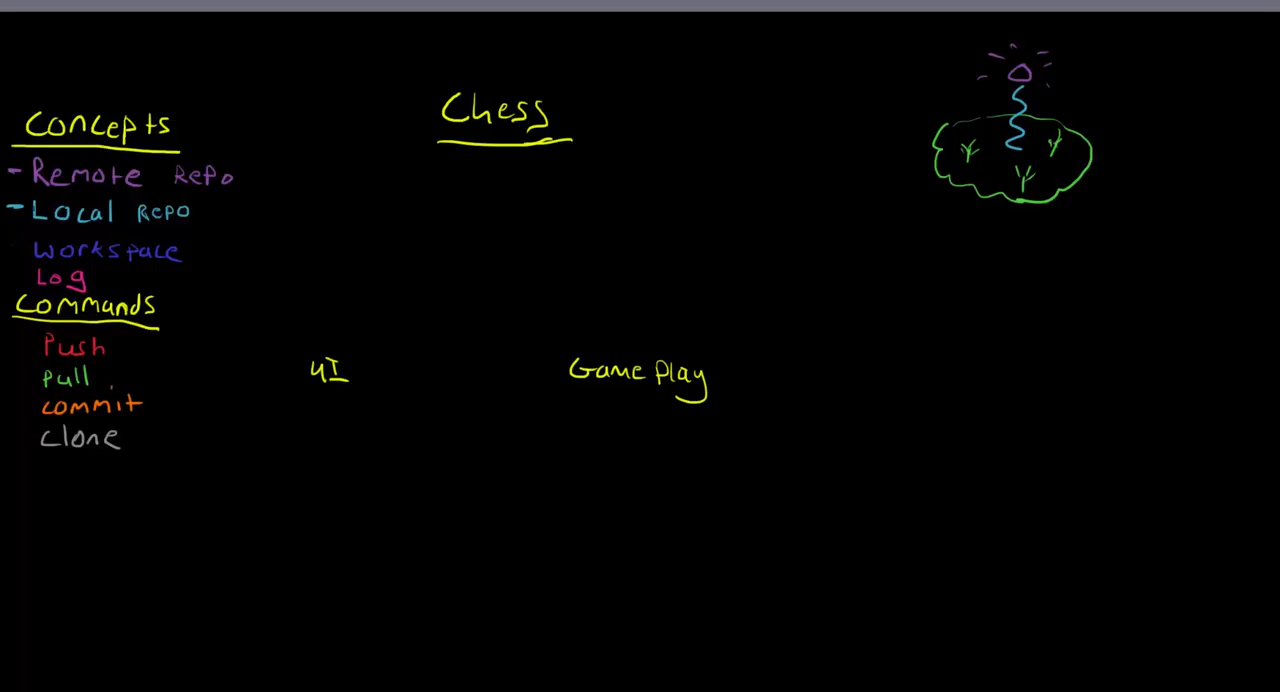 Concepts
- Remote Repo
- Local Repo
Workspace
Log
Commands
Push
Pull
Commit
Clone
Chess
UI
Game Play